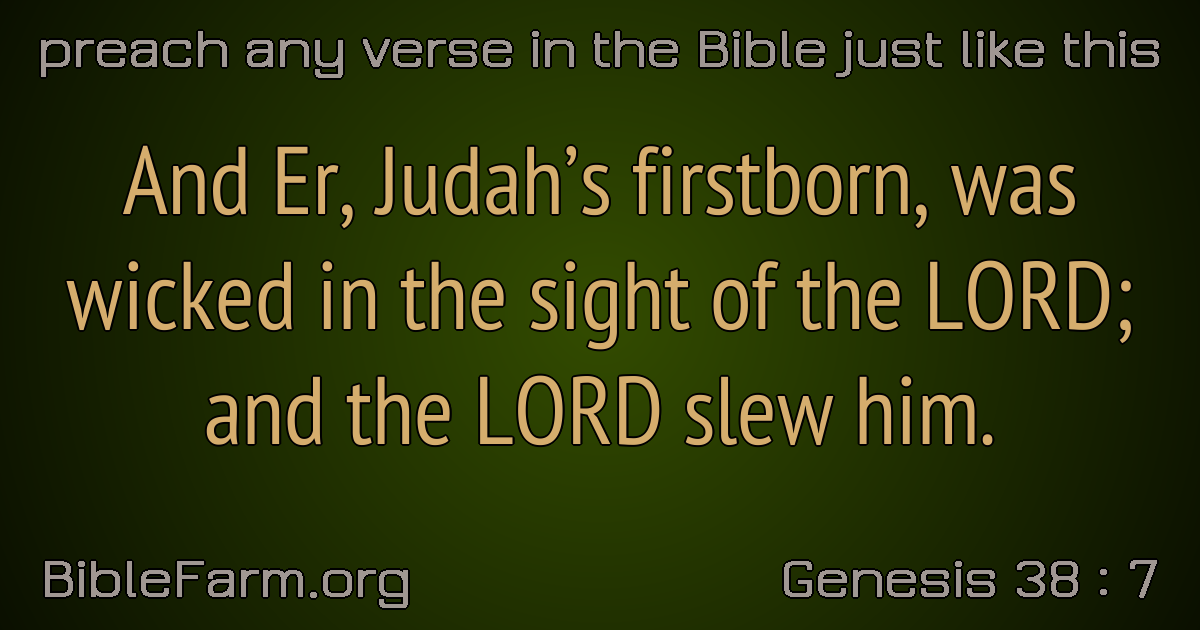 preach any verse in the Bible just like this
And Er, Judah’s firstborn, was
wicked in the sight of the LORD;
and the LORD slew him.
BibleFarm.org
Genesis 38 : 7